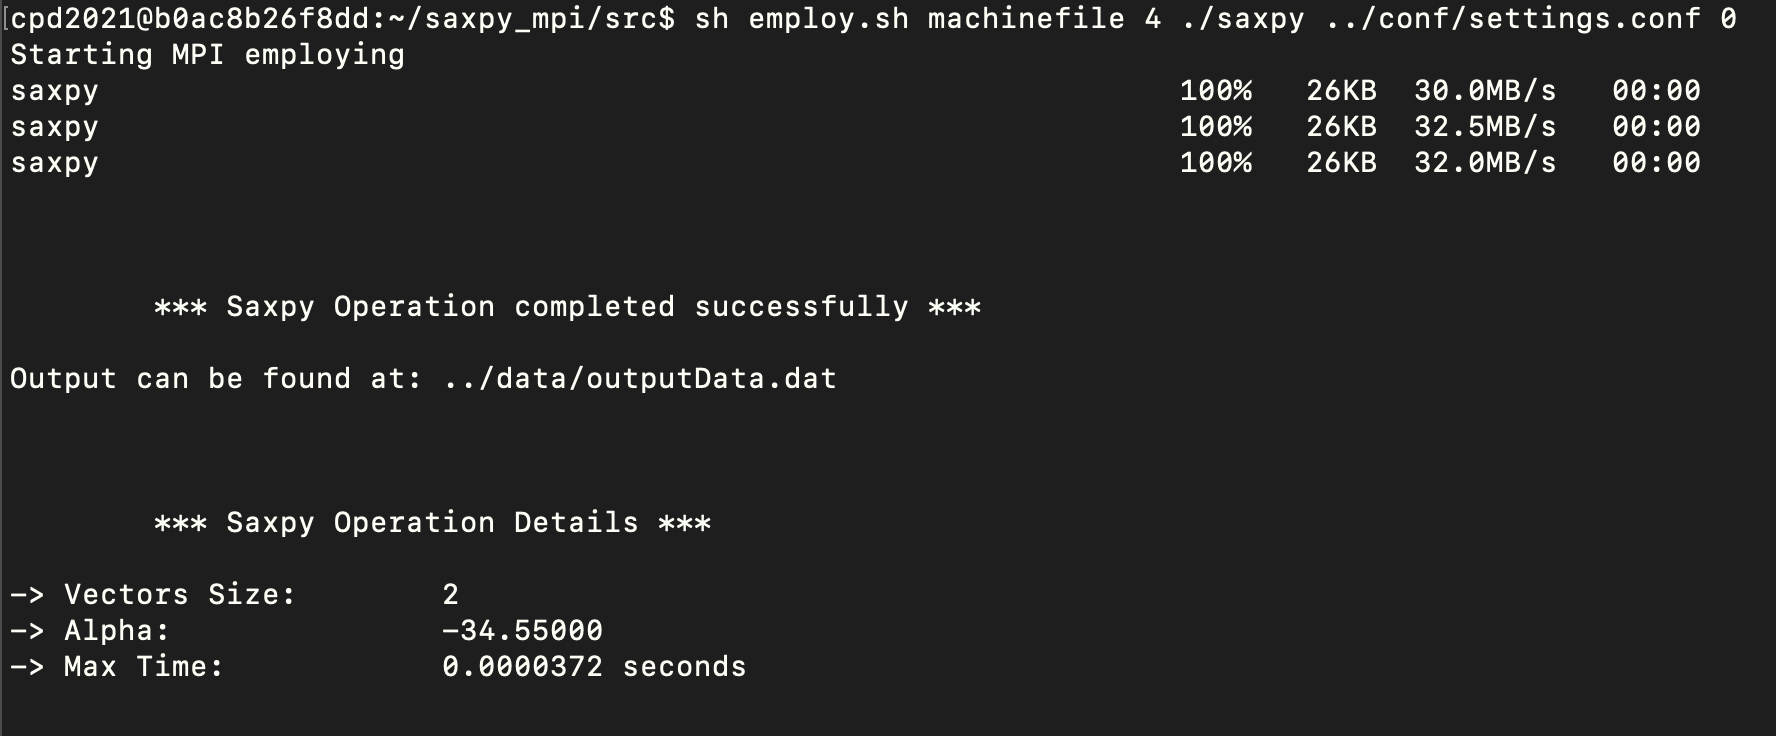 [cpd2021@b0ac8b26f8dd:~/saxpy_mpi/src$ sh employ.sh machinefile 4 ./saxpy ../conf/settings.conf 0
Starting MPI employing
saxpy 100% 26KB 30.0MB/s 00:00
saxpy 100% 26KB 32.5MB/s 00:00
saxpy 100% 26KB 32.0MB/s 00:00
*** Saxpy Operation completed successfully ***
Output can be found at: ../data/outputData.dat
*** Saxpy Operation Details ***
-> Vectors Size: 2
-> Alpha: -34.55000
-> Max Time: 0.0000372 seconds